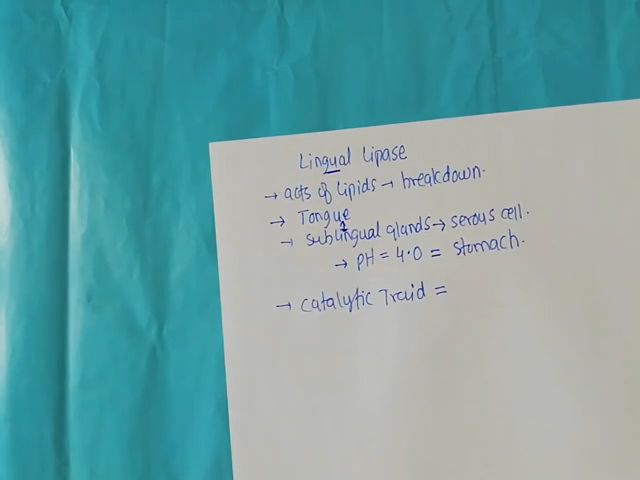 Lingual Lipase
→ acts of lipids → breakdown.
→ Tongue
→ sublingual glands → serous cell.
→ pH = 4.0 = stomach.
→ Catalytic Traid =